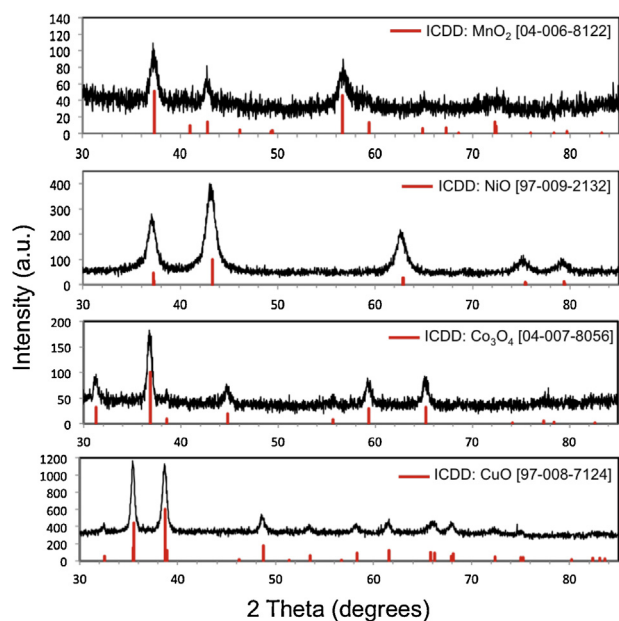 Intensity (a.u.)
140
120
100
80
60
40
20
0
ICDD: MnO₂ [04-006-8122]
30 40 50 60 70 80
400
300
200
100
0
ICDD: NiO [97-009-2132]
30 40 50 60 70 80
200
150
100
50
0
ICDD: Co₃O₄ [04-007-8056]
30 40 50 60 70 80
1200
1000
800
600
400
200
0
ICDD: CuO [97-008-7124]
30 40 50 60 70 80
2 Theta (degrees)